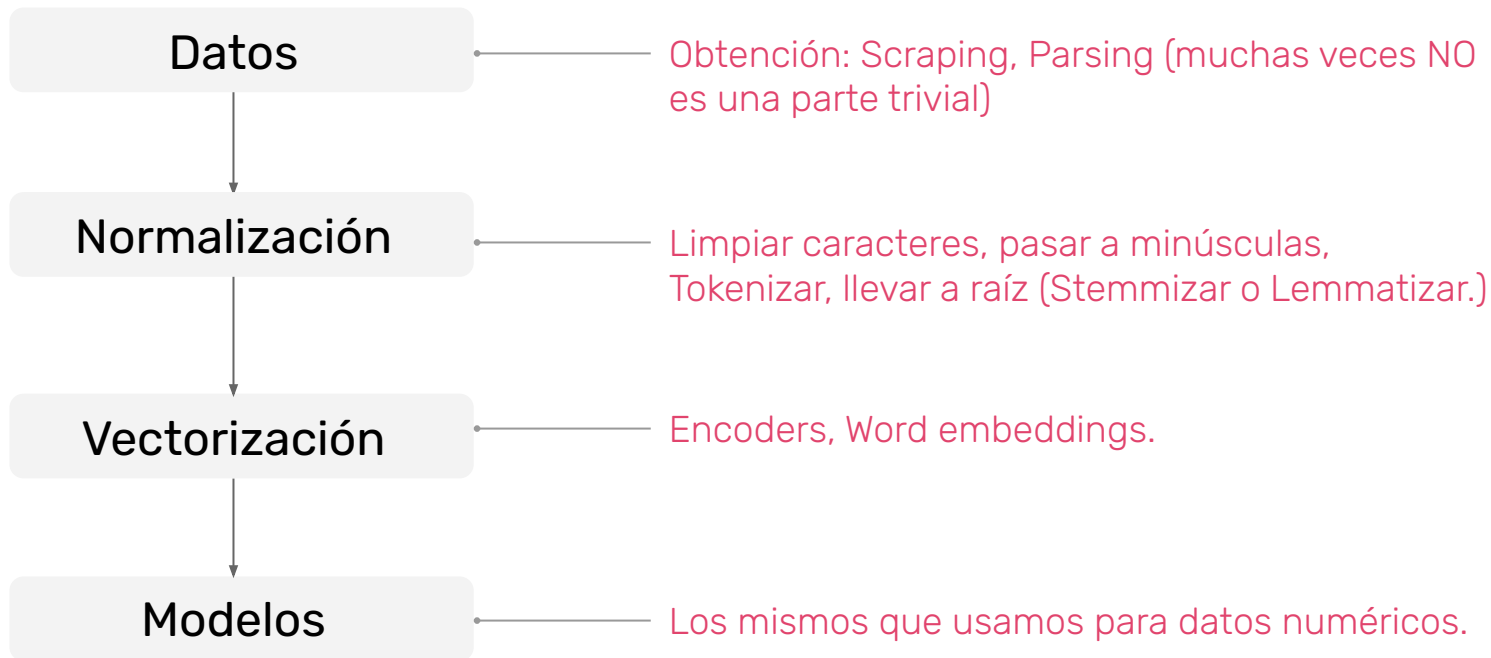 Datos
Obtención: Scraping, Parsing (muchas veces NO
es una parte trivial)
Normalización
Limpiar caracteres, pasar a minúsculas,
Tokenizar, llevar a raíz (Stemmizar o Lemmatizar.)
Vectorización
Encoders, Word embeddings.
Modelos
Los mismos que usamos para datos numéricos.